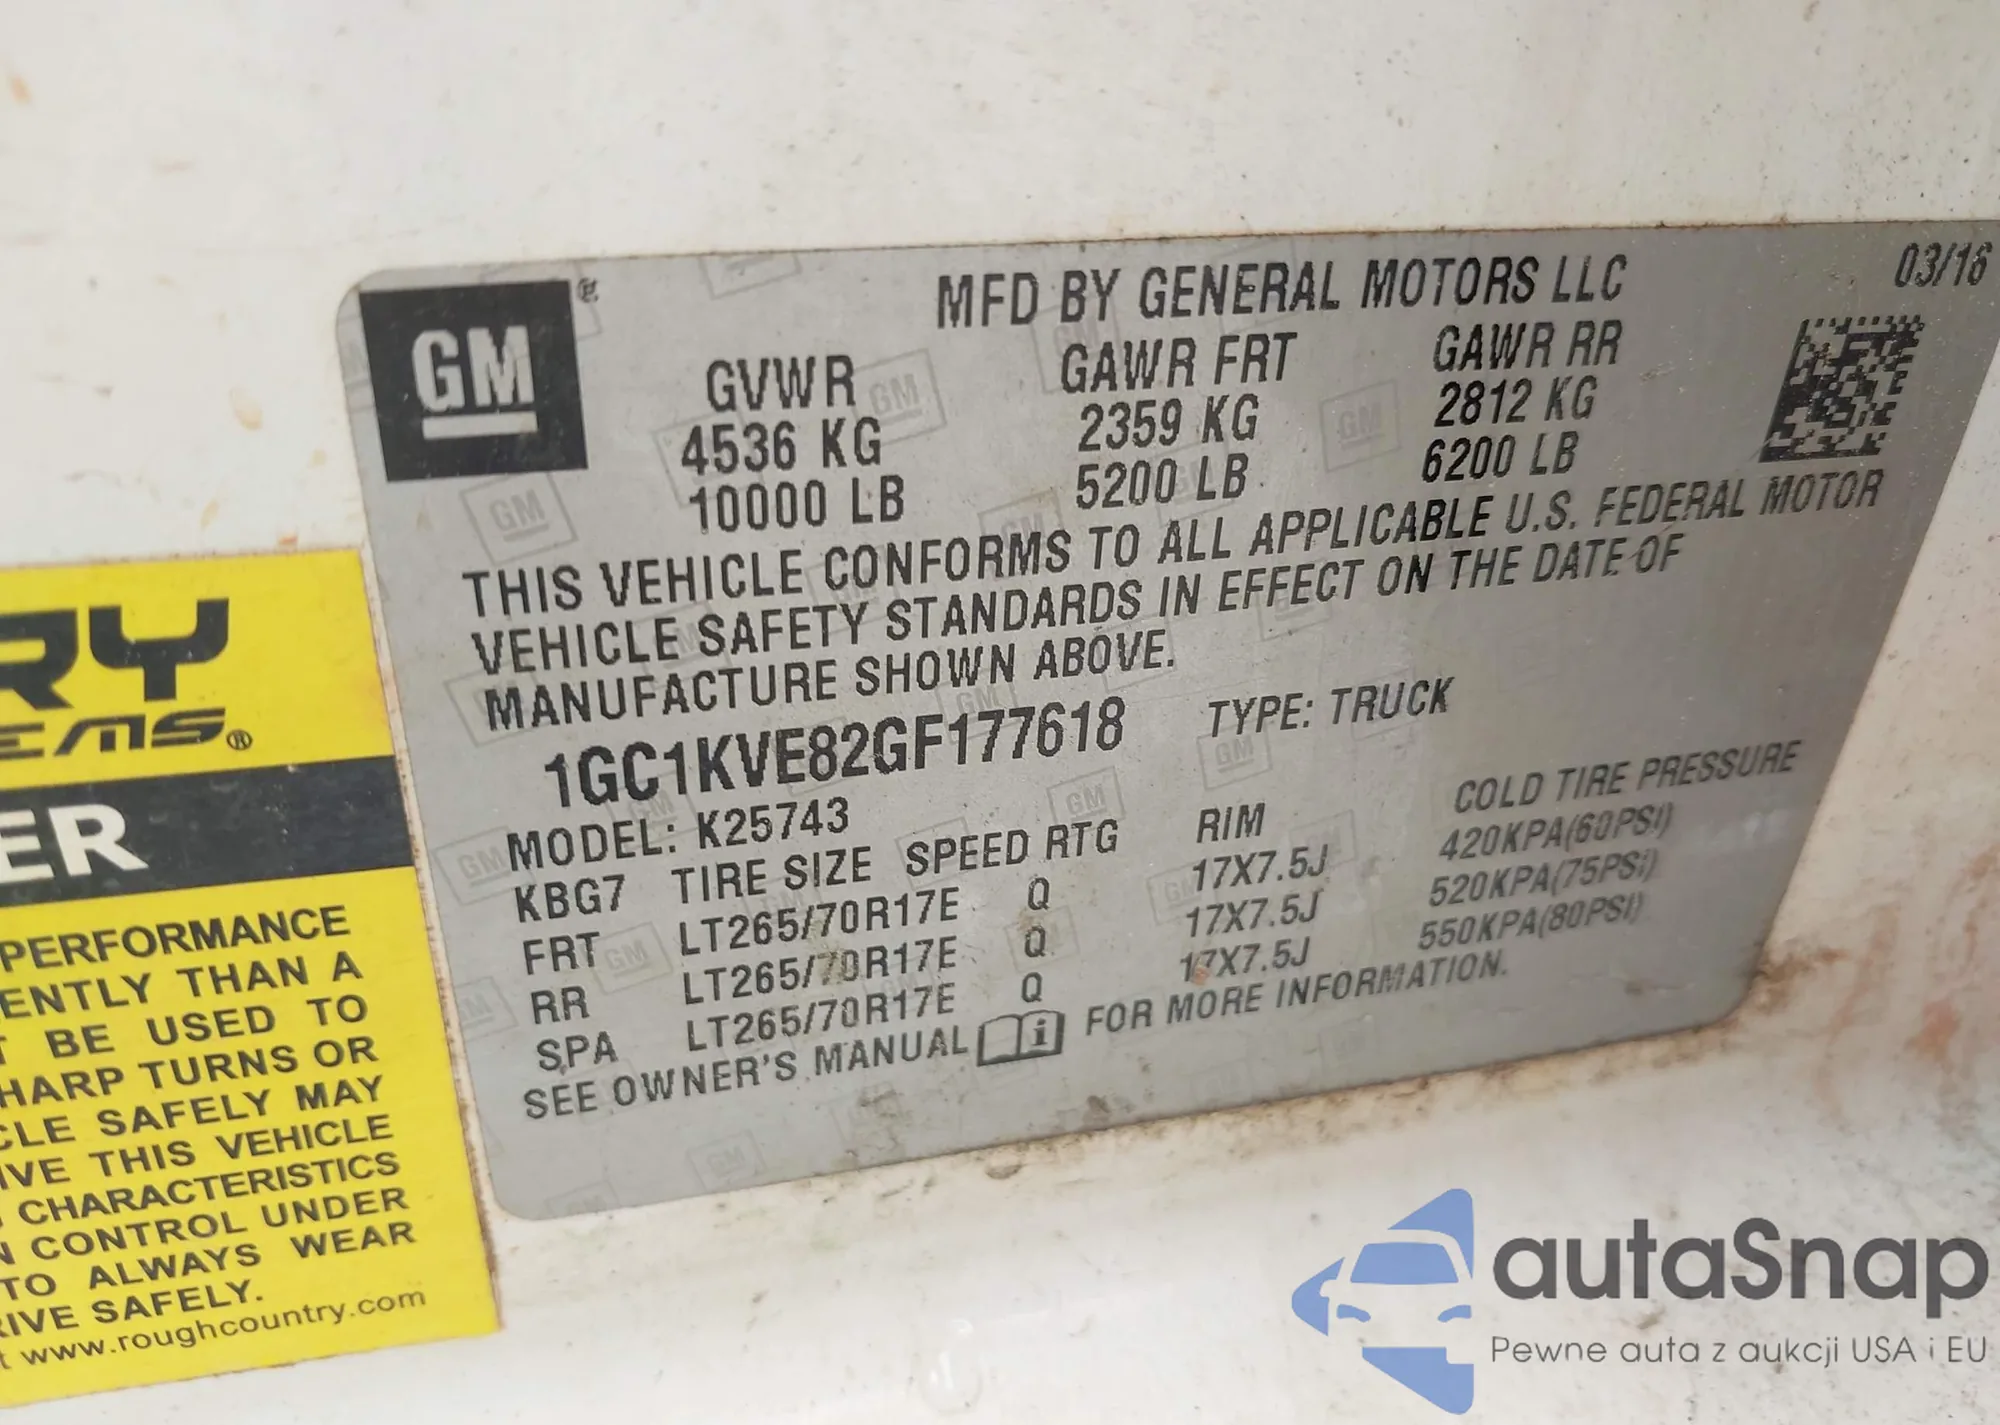 MFD BY GENERAL MOTORS LLC 03/16
GM®
GVWR GAWR FRT GAWR RR
4536 KG 2359 KG 2812 KG
10000 LB 5200 LB 6200 LB
THIS VEHICLE CONFORMS TO ALL APPLICABLE U.S. FEDERAL MOTOR
VEHICLE SAFETY STANDARDS IN EFFECT ON THE DATE OF
MANUFACTURE SHOWN ABOVE.
1GC1KVE82GF177618 TYPE: TRUCK
MODEL: K25743
KBG7 TIRE SIZE SPEED RTG RIM COLD TIRE PRESSURE
FRT LT265/70R17E Q 17X7.5J 420KPA(60PSI)
RR LT265/70R17E Q 17X7.5J 520KPA(75PSI)
SPA LT265/70R17E Q 17X7.5J 550KPA(80PSI)
SEE OWNER'S MANUAL i FOR MORE INFORMATION.
RY
EMS®
ER
PERFORMANCE
ENTLY THAN A
T BE USED TO
HARP TURNS OR
CLE SAFELY MAY
IVE THIS VEHICLE
CHARACTERISTICS
N CONTROL UNDER
TO ALWAYS WEAR
RIVE SAFELY.
t www.roughcountry.com
autaSnap
Pewne auta z aukcji USA i EU